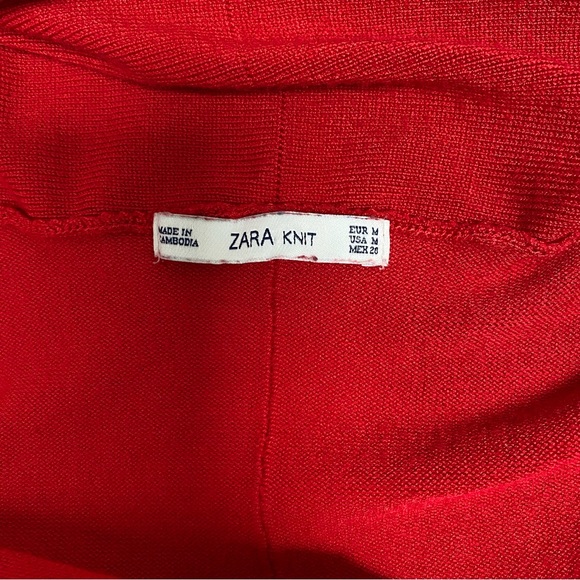 MADE IN
CAMBODIA
ZARA KNIT
EUR M
USA M
MEX 28